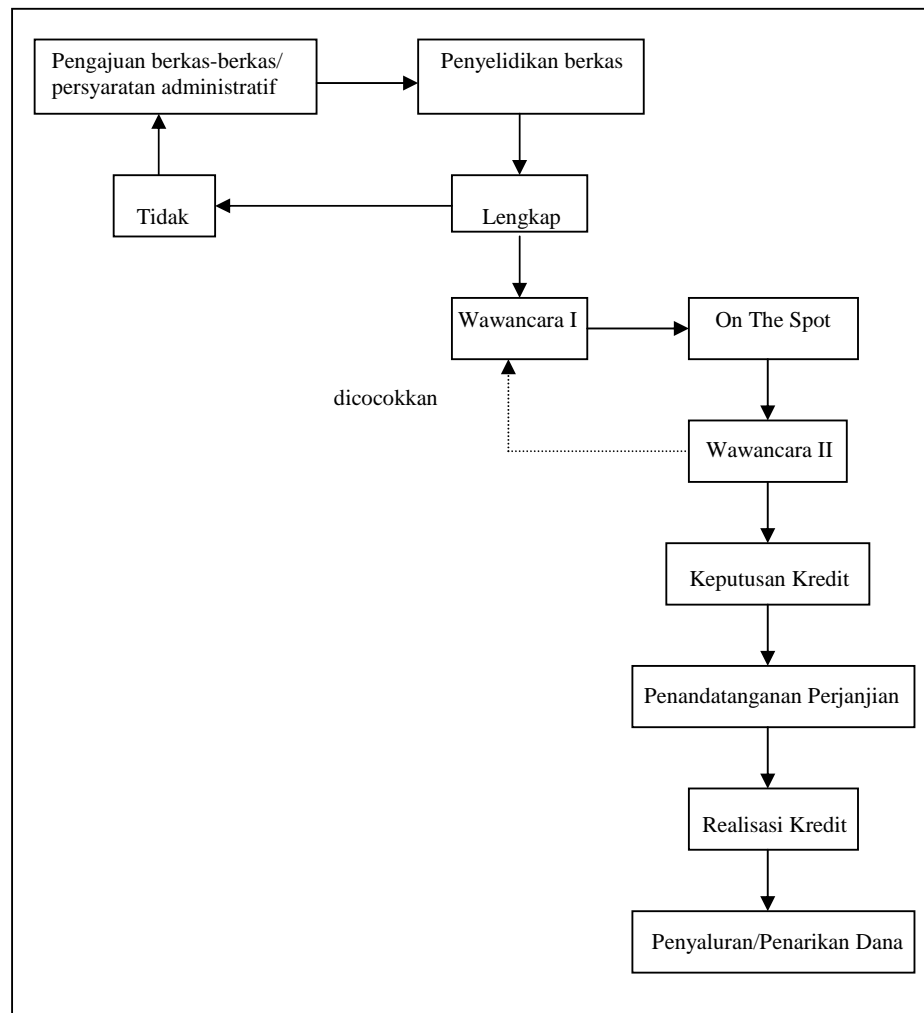 Pengajuan berkas-berkas/
persyaratan administratif
Penyelidikan berkas
Tidak
Lengkap
Wawancara I
On The Spot
dicocokkan
Wawancara II
Keputusan Kredit
Penandatanganan Perjanjian
Realisasi Kredit
Penyaluran/Penarikan Dana